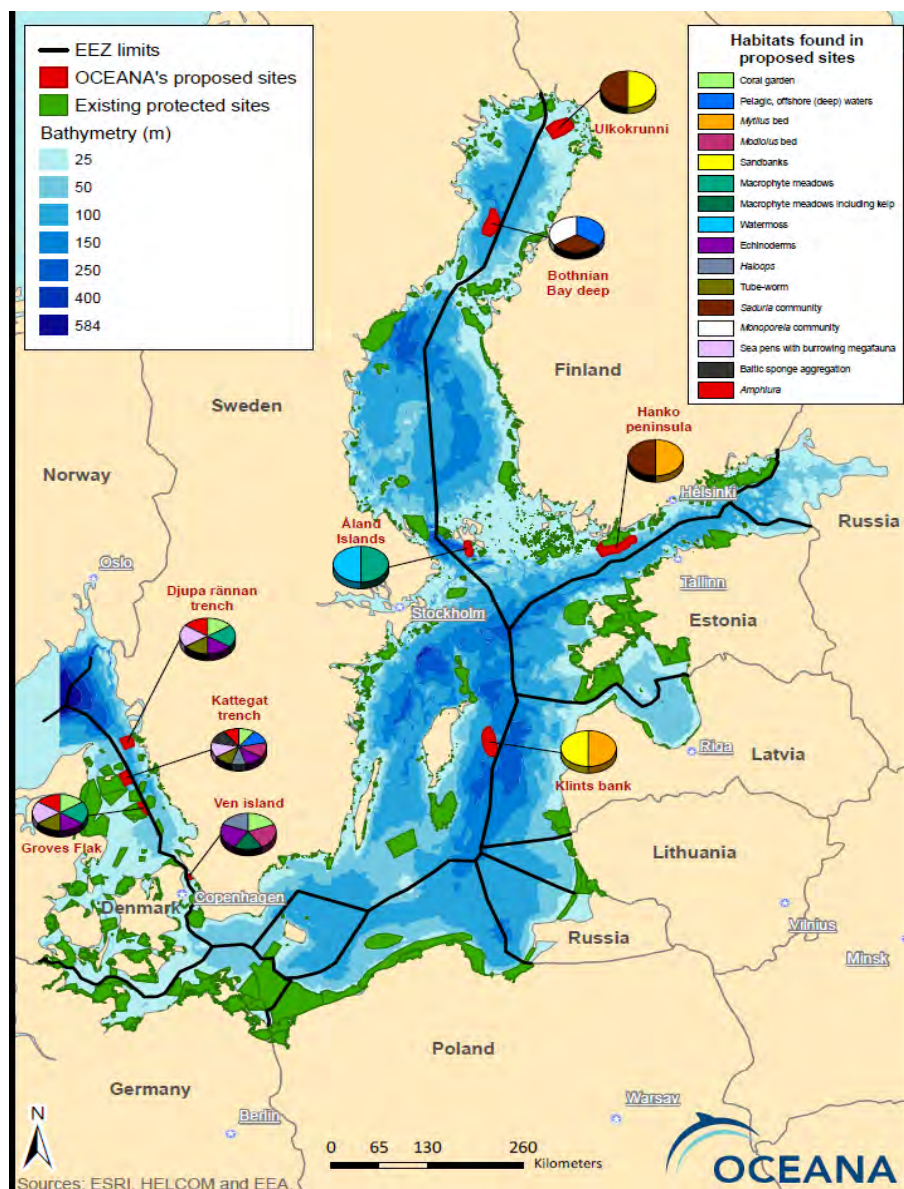 EEZ limits
OCEANA's proposed sites
Existing protected sites
Bathymetry (m)
25
50
100
150
250
400
584
Habitats found in
proposed sites
Coral garden
Pelagic, offshore (deep) waters
Mytilus bed
Modiolus bed
Sandbanks
Macrophyte meadows
Macrophyte meadows including kelp
Watermoss
Echinoderms
Haloops
Tube-worm
Saduria community
Monoporeia community
Sea pens with burrowing megafauna
Baltic sponge aggregation
Amphiura
Ulkokrunni
Bothnian
Bay deep
Finland
Sweden
Hanko
peninsula
Norway
Helsinki
Russia
Åland
Islands
Oslo
Tallinn
Djupa rännan
trench
Stockholm
Estonia
Kattegat
trench
Riga
Latvia
Klints bank
Ven island
Groves Flak
Lithuania
Denmark
Copenhagen
Vilnius
Russia
Minsk
Poland
Germany
Warsav
N
Berlin
0 65 130 260
Kilometers
OCEANA
Sources: ESRI, HELCOM and EEA.